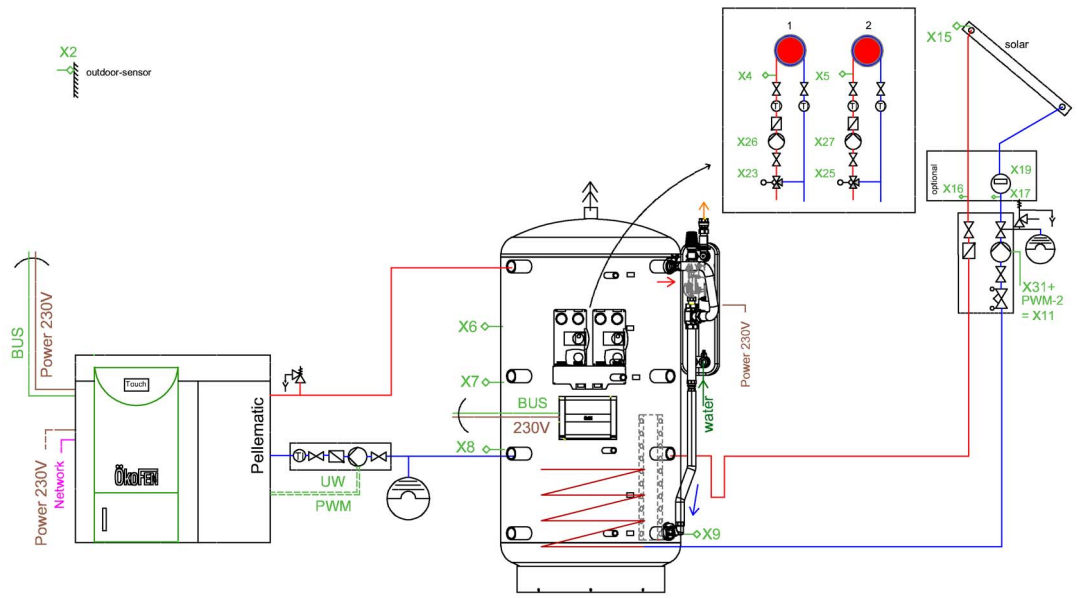 X2
outdoor-sensor
1
2
X4
X5
X26
X27
X23
X25
X15
solar
optional
X19
X16
X17
X31+
PWM-2
= X11
BUS
Power 230V
Touch
ÖkoFEN
Pellematic
Power 230V
Network
UW
PWM
X6
X7
X8
BUS
230V
Power 230V
water
X9